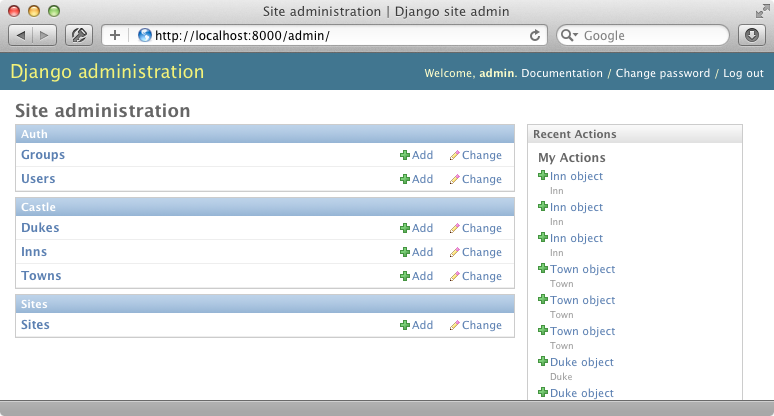 Site administration | Django site admin
http://localhost:8000/admin/
Google
Django administration
Welcome, admin. Documentation / Change password / Log out
Site administration
Auth
Groups Add Change
Users Add Change
Castle
Dukes Add Change
Inns Add Change
Towns Add Change
Sites
Sites Add Change
Recent Actions
My Actions
Inn object
Inn
Inn object
Inn
Inn object
Inn
Town object
Town
Town object
Town
Town object
Town
Duke object
Duke
Duke object